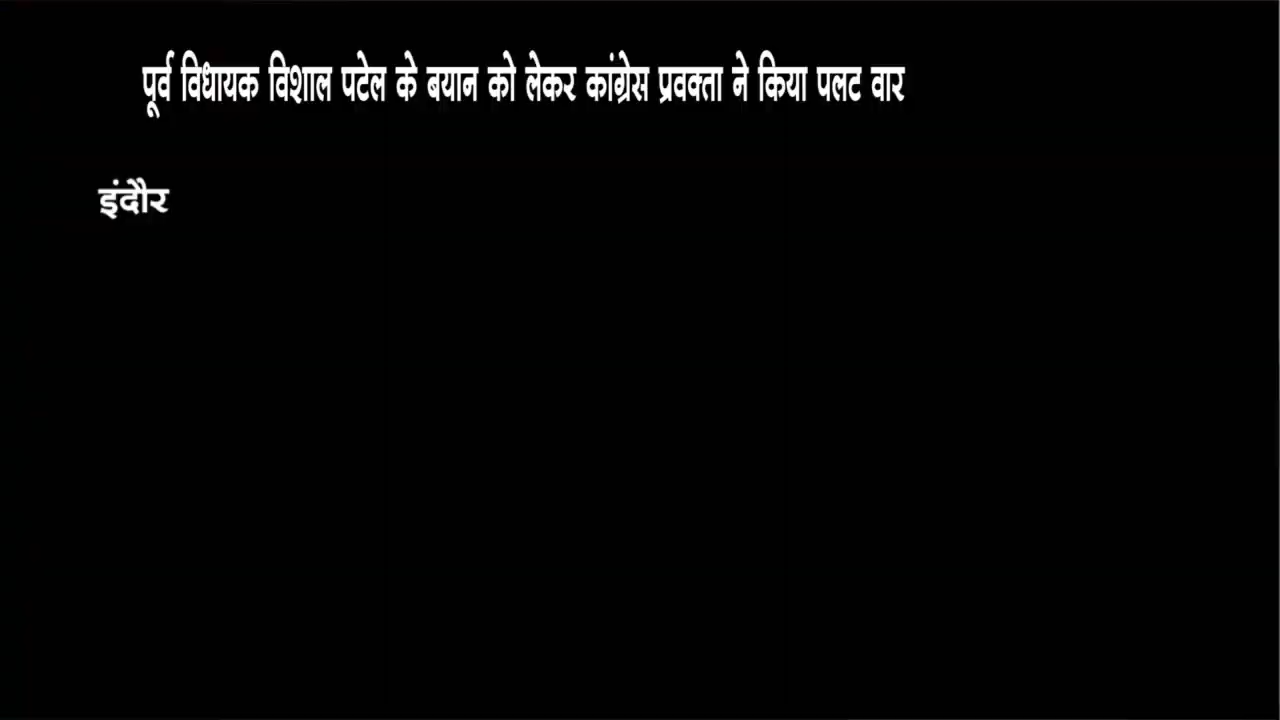 पूर्व विधायक विशाल पटेल के बयान को लेकर कांग्रेस प्रवक्ता ने किया पलट वार
इंदौर